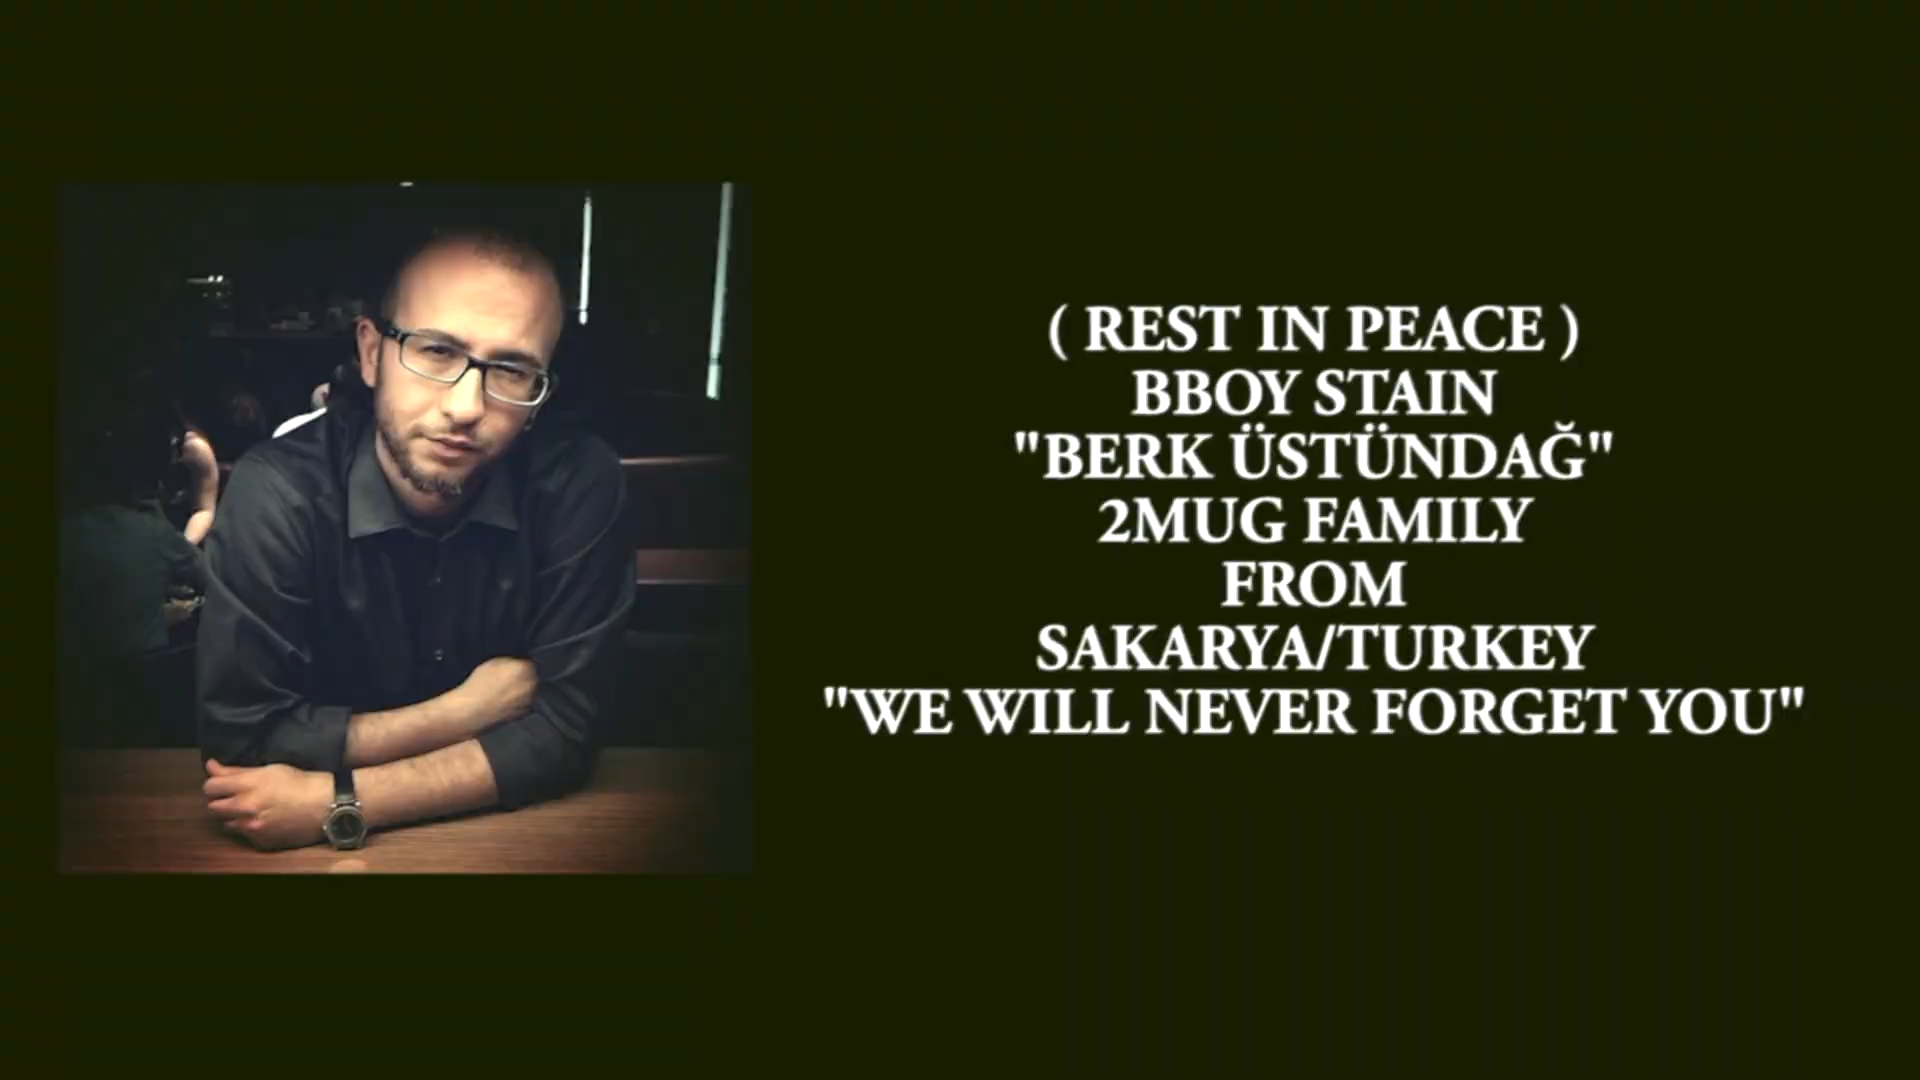 ( REST IN PEACE )
BBOY STAIN
"BERK ÜSTÜNDAĞ"
2MUG FAMILY
FROM
SAKARYA/TURKEY
"WE WILL NEVER FORGET YOU"